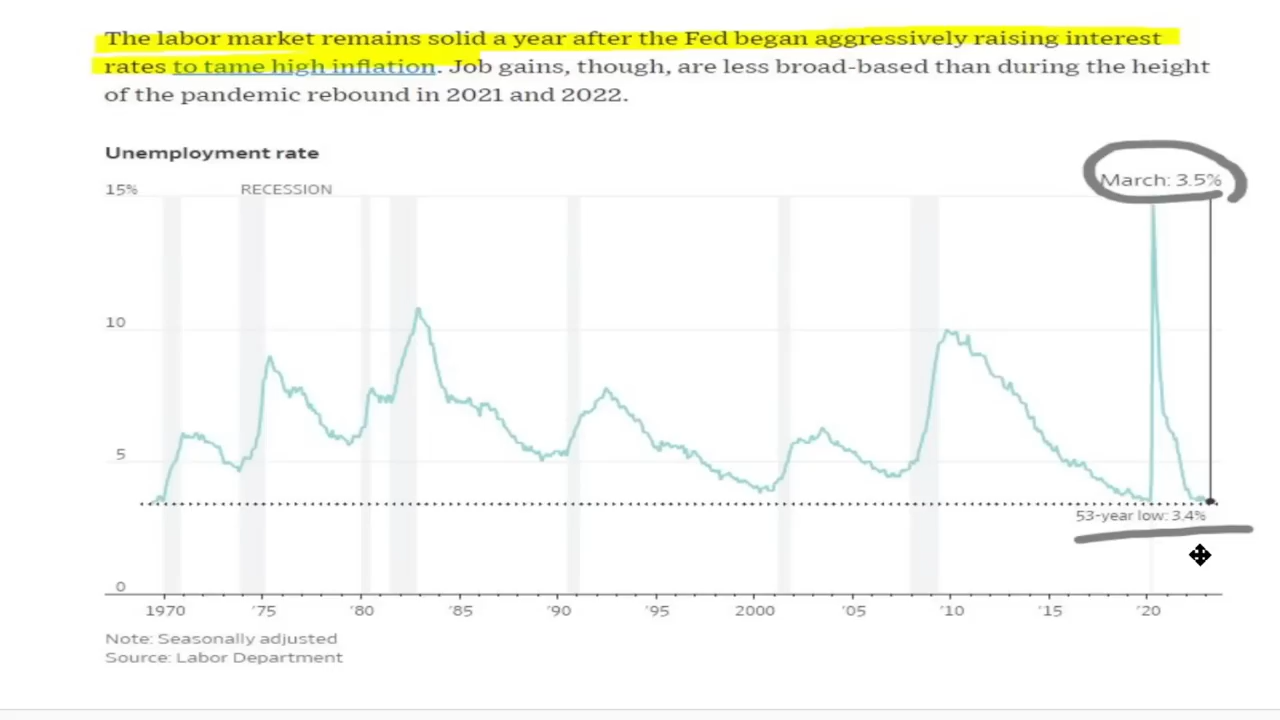 The labor market remains solid a year after the Fed began aggressively raising interest
rates to tame high inflation. Job gains, though, are less broad-based than during the height
of the pandemic rebound in 2021 and 2022.
Unemployment rate
15%
RECESSION
March: 3.5%
10
5
53-year low: 3.4%
0
1970 '75 '80 '85 '90 '95 2000 '05 '10 '15 '20
Note: Seasonally adjusted
Source: Labor Department